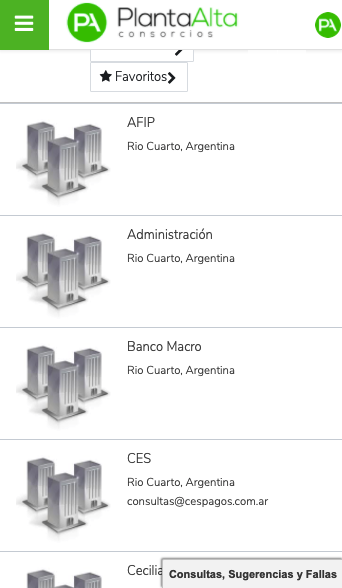 PA PlantaAlta
consorcios
PA
Favoritos
AFIP
Rio Cuarto, Argentina
Administración
Rio Cuarto, Argentina
Banco Macro
Rio Cuarto, Argentina
CES
Rio Cuarto, Argentina
consultas@cespagos.com.ar
Cecilia
Consultas, Sugerencias y Fallas